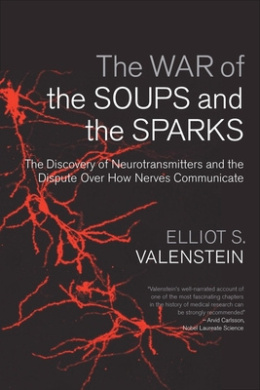 The WAR of
the SOUPS and
the SPARKS
The Discovery of Neurotransmitters and the
Dispute Over How Nerves Communicate
ELLIOT S.
VALENSTEIN
"Valenstein's well-narrated account of
one of the most fascinating chapters
in the history of medical research can
be strongly recommended"
– Arvid Carlsson,
Nobel Laureate Science